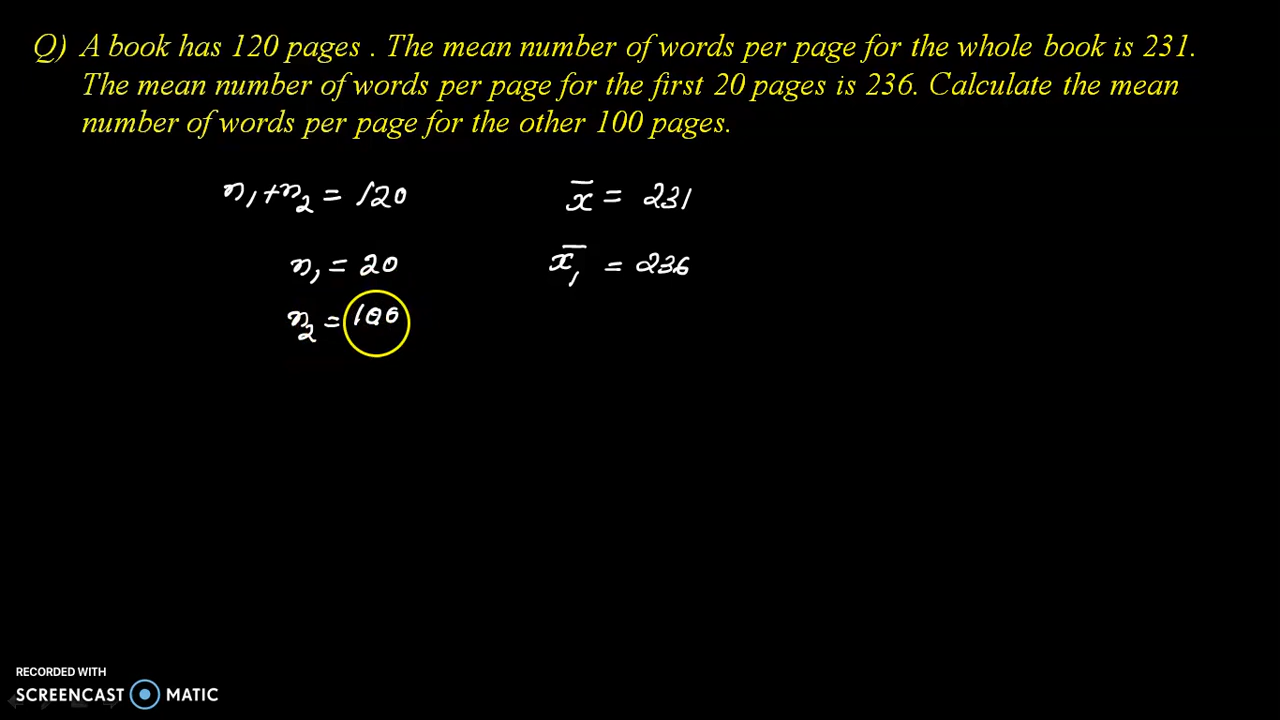 Q) A book has 120 pages . The mean number of words per page for the whole book is 231.
The mean number of words per page for the first 20 pages is 236. Calculate the mean
number of words per page for the other 100 pages.
n₁+n₂ = 120
x̄ = 231
n₁ = 20
x̄₁ = 236
n₂ = 100
RECORDED WITH
SCREENCAST MATIC